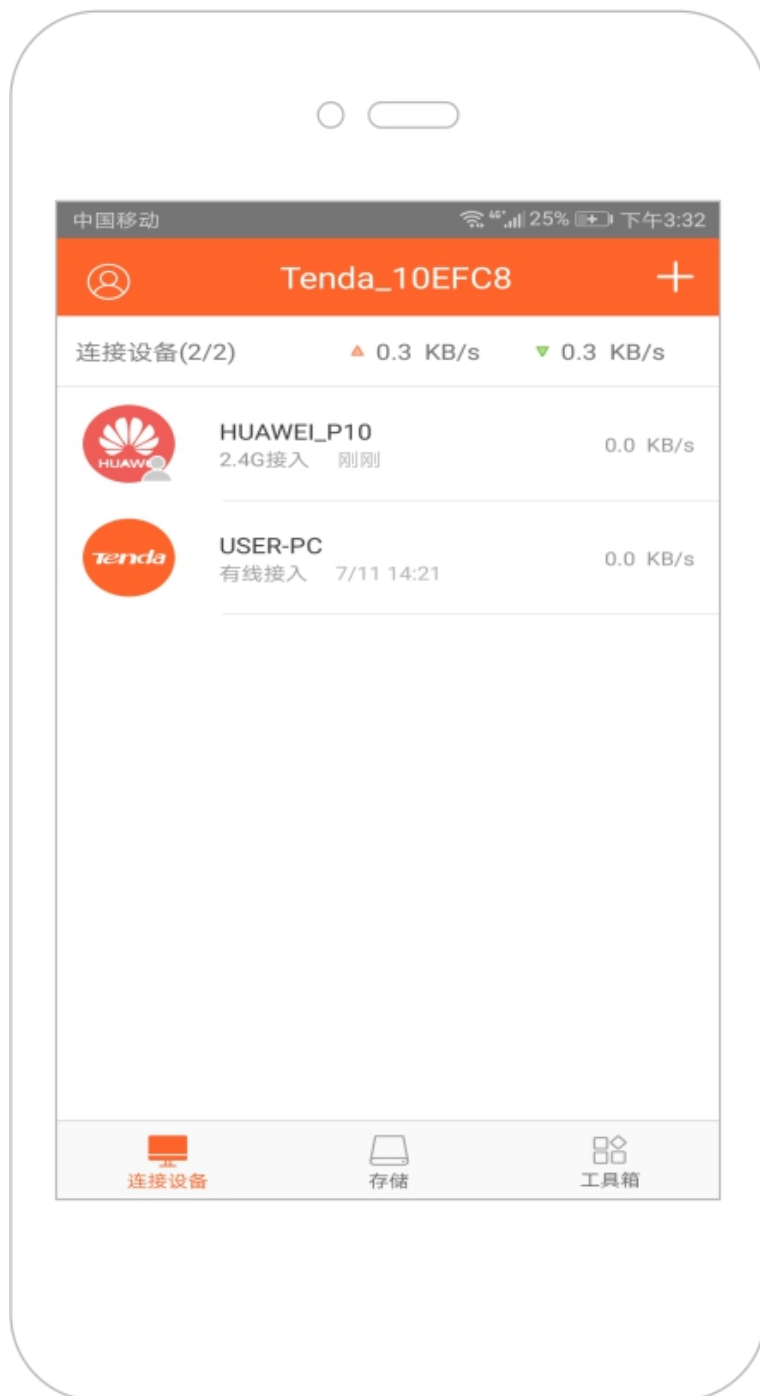 中国移动 4G+ 25% 下午3:32
Tenda_10EFC8
连接设备(2/2) 0.3 KB/s 0.3 KB/s
HUAWEI_P10
HUAWEI 2.4G接入 刚刚 0.0 KB/s
USER-PC
Tenda 有线接入 7/11 14:21 0.0 KB/s
连接设备 存储 工具箱